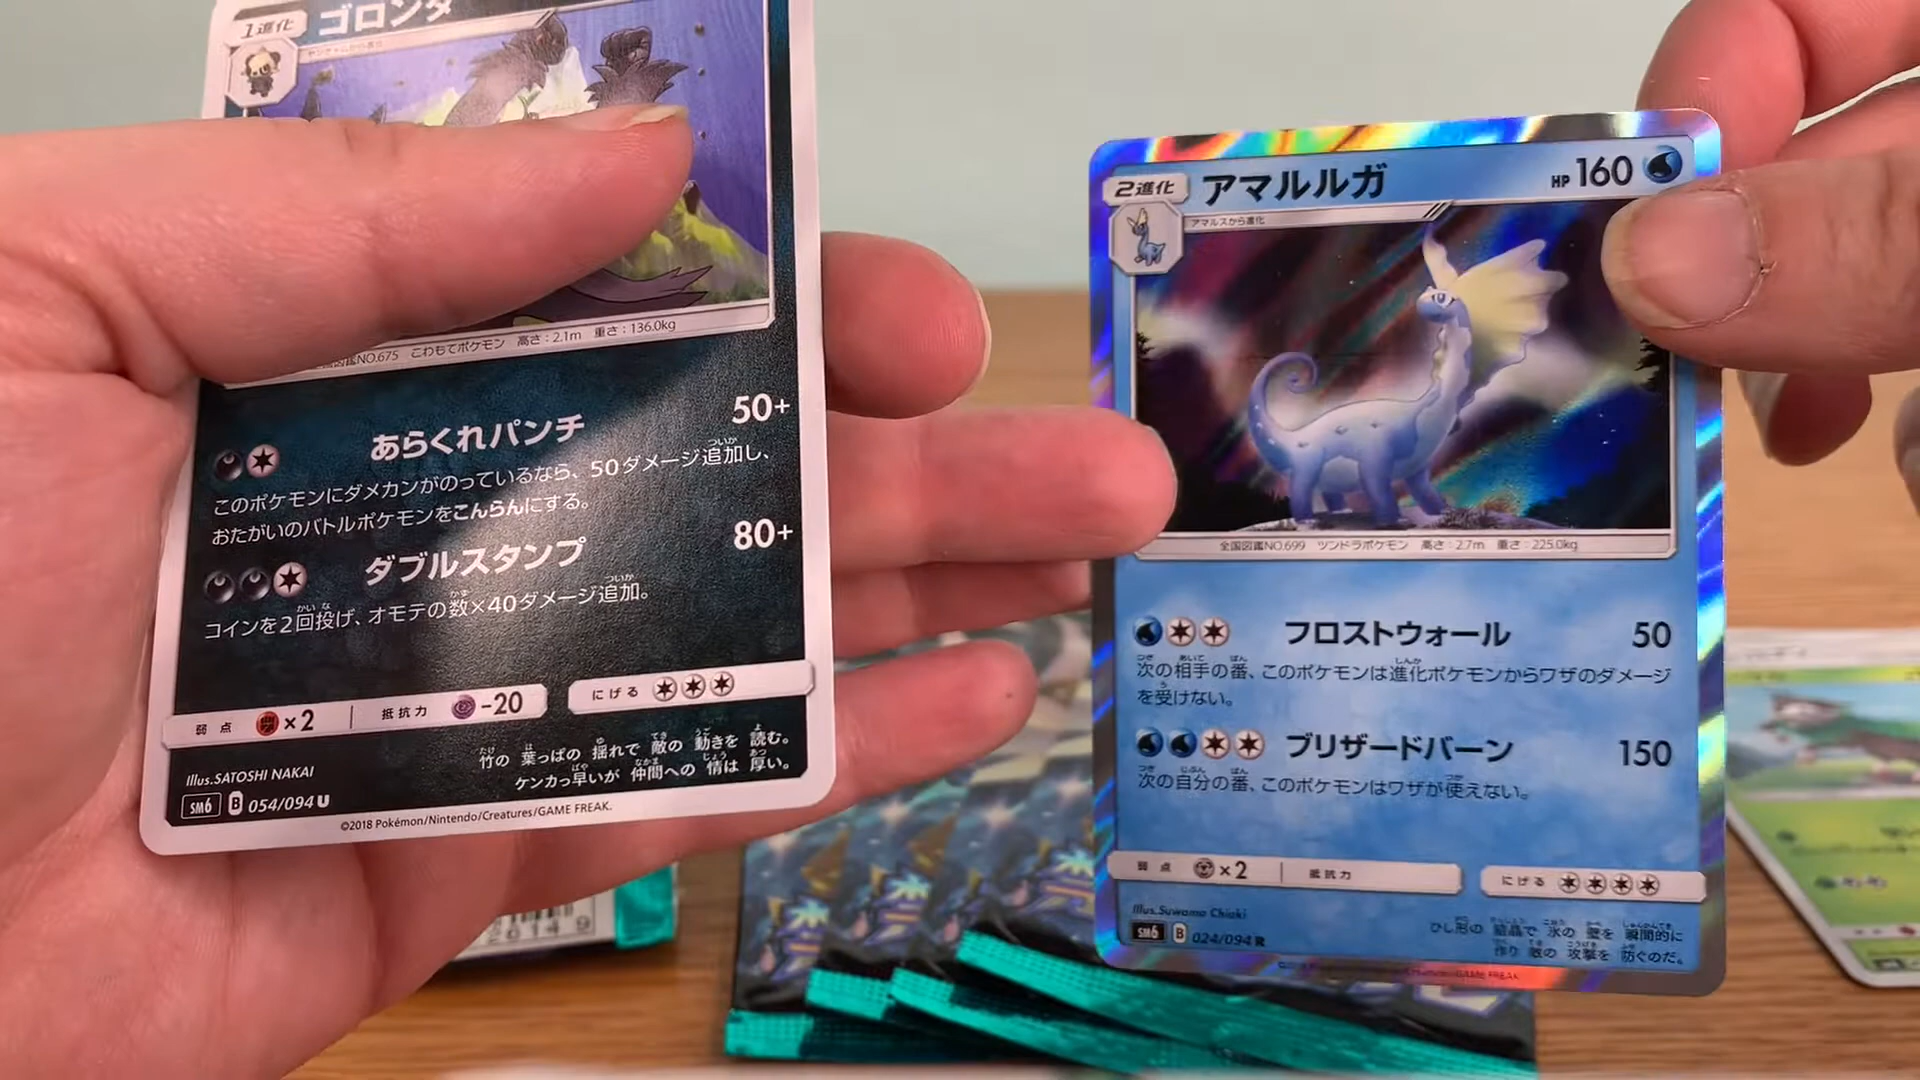 1進化 ゴロンダ
ヤンチャムから進化
図鑑NO.675 こわもてポケモン 高さ:2.1m 重さ:136.0kg
あらくれパンチ 50+
このポケモンにダメカンがのっているなら、50ダメージ追加し、
おたがいのバトルポケモンをこんらんにする。
ダブルスタンプ 80+
コインを2回投げ、オモテの数×40ダメージ追加。
弱点 ×2 抵抗力 -20 にげる
竹の 葉っぱの 揺れで 敵の 動きを 読む。
ケンカっ早いが 仲間への 情は 厚い。
Illus.SATOSHI NAKAI
SM6 B 054/094 U
©2018 Pokémon/Nintendo/Creatures/GAME FREAK.
2進化 アマルルガ HP 160
アマルスから進化
全国図鑑NO.699 ツンドラポケモン 高さ:2.7m 重さ:225.0kg
フロストウォール 50
次の相手の番、このポケモンは進化ポケモンからワザのダメージ
を受けない。
ブリザードバーン 150
次の自分の番、このポケモンはワザが使えない。
弱点 ×2 抵抗力 にげる
Illus.Suwama Chiaki
SM6 B 024/094 R
ひし形の 結晶で 氷の 壁を 瞬間的に
作り 敵の 攻撃を 防ぐのだ。
GAME FREAK